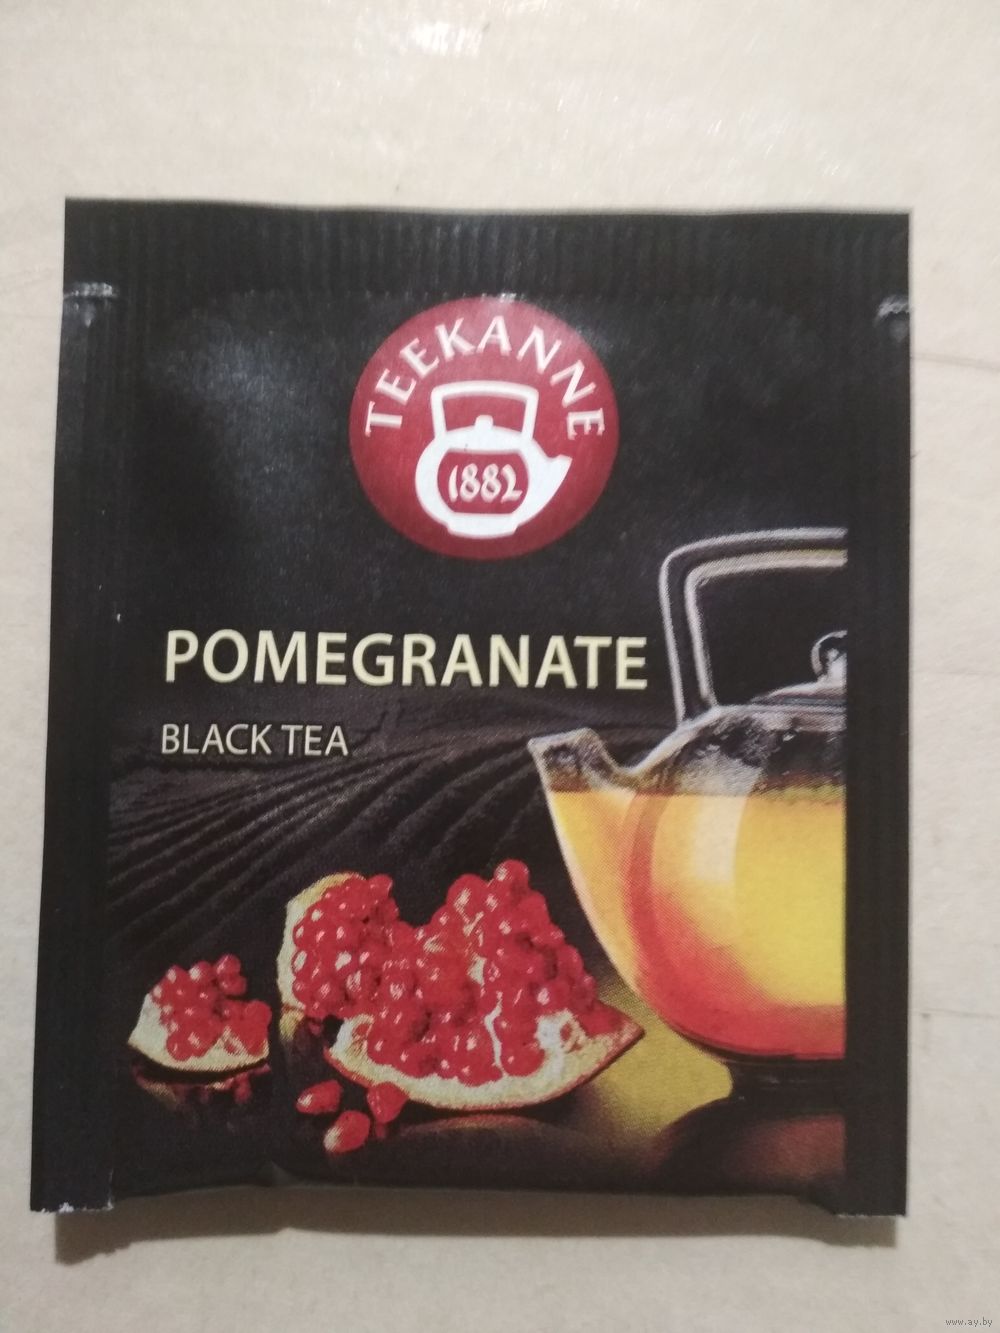 TEEKANNE
1882
POMEGRANATE
BLACK TEA
www.ay.by